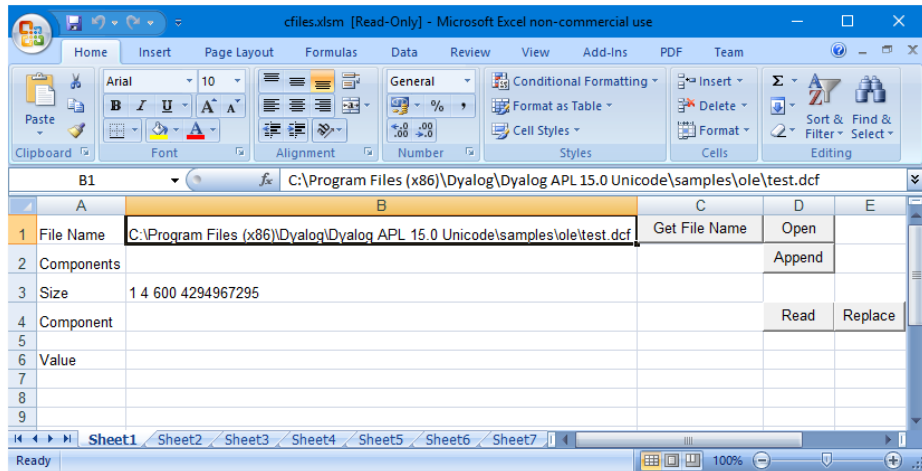 cfiles.xlsm [Read-Only] - Microsoft Excel non-commercial use
Home Insert Page Layout Formulas Data Review View Add-Ins PDF Team
Arial 10 General Conditional Formatting Insert Σ
B I U A A % , Format as Table Delete
Paste A Cell Styles Format Sort & Find &
Filter Select
Clipboard Font Alignment Number Styles Cells Editing
B1 fx C:\Program Files (x86)\Dyalog\Dyalog APL 15.0 Unicode\samples\ole\test.dcf
A B C D E
1 File Name C:\Program Files (x86)\Dyalog\Dyalog APL 15.0 Unicode\samples\ole\test.dcf Get File Name Open
2 Components Append
3 Size 1 4 600 4294967295
4 Component Read Replace
5
6 Value
7
8
9
Sheet1 Sheet2 Sheet3 Sheet4 Sheet5 Sheet6 Sheet7
Ready 100%